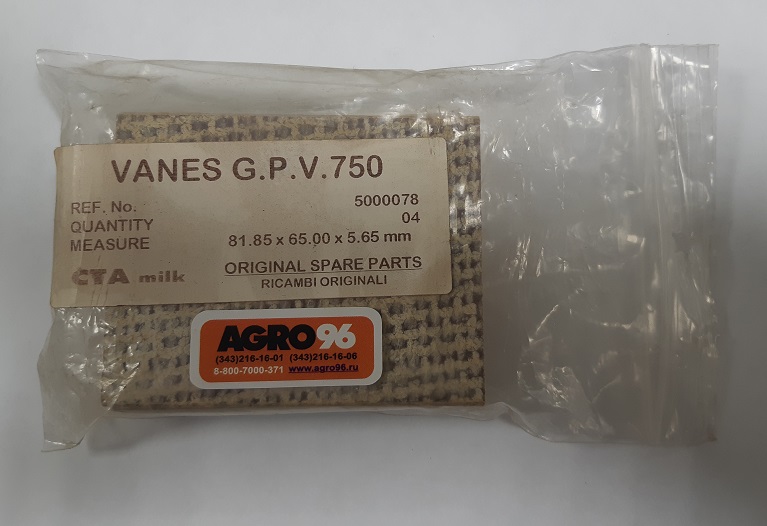 VANES G.P.V.750
REF. No. 5000078
QUANTITY 04
MEASURE 81.85 x 65.00 x 5.65 mm
CTA milk ORIGINAL SPARE PARTS
RICAMBI ORIGINALI
AGRO96
(343)216-16-01 (343)216-16-06
8-800-7000-371 www.agro96.ru